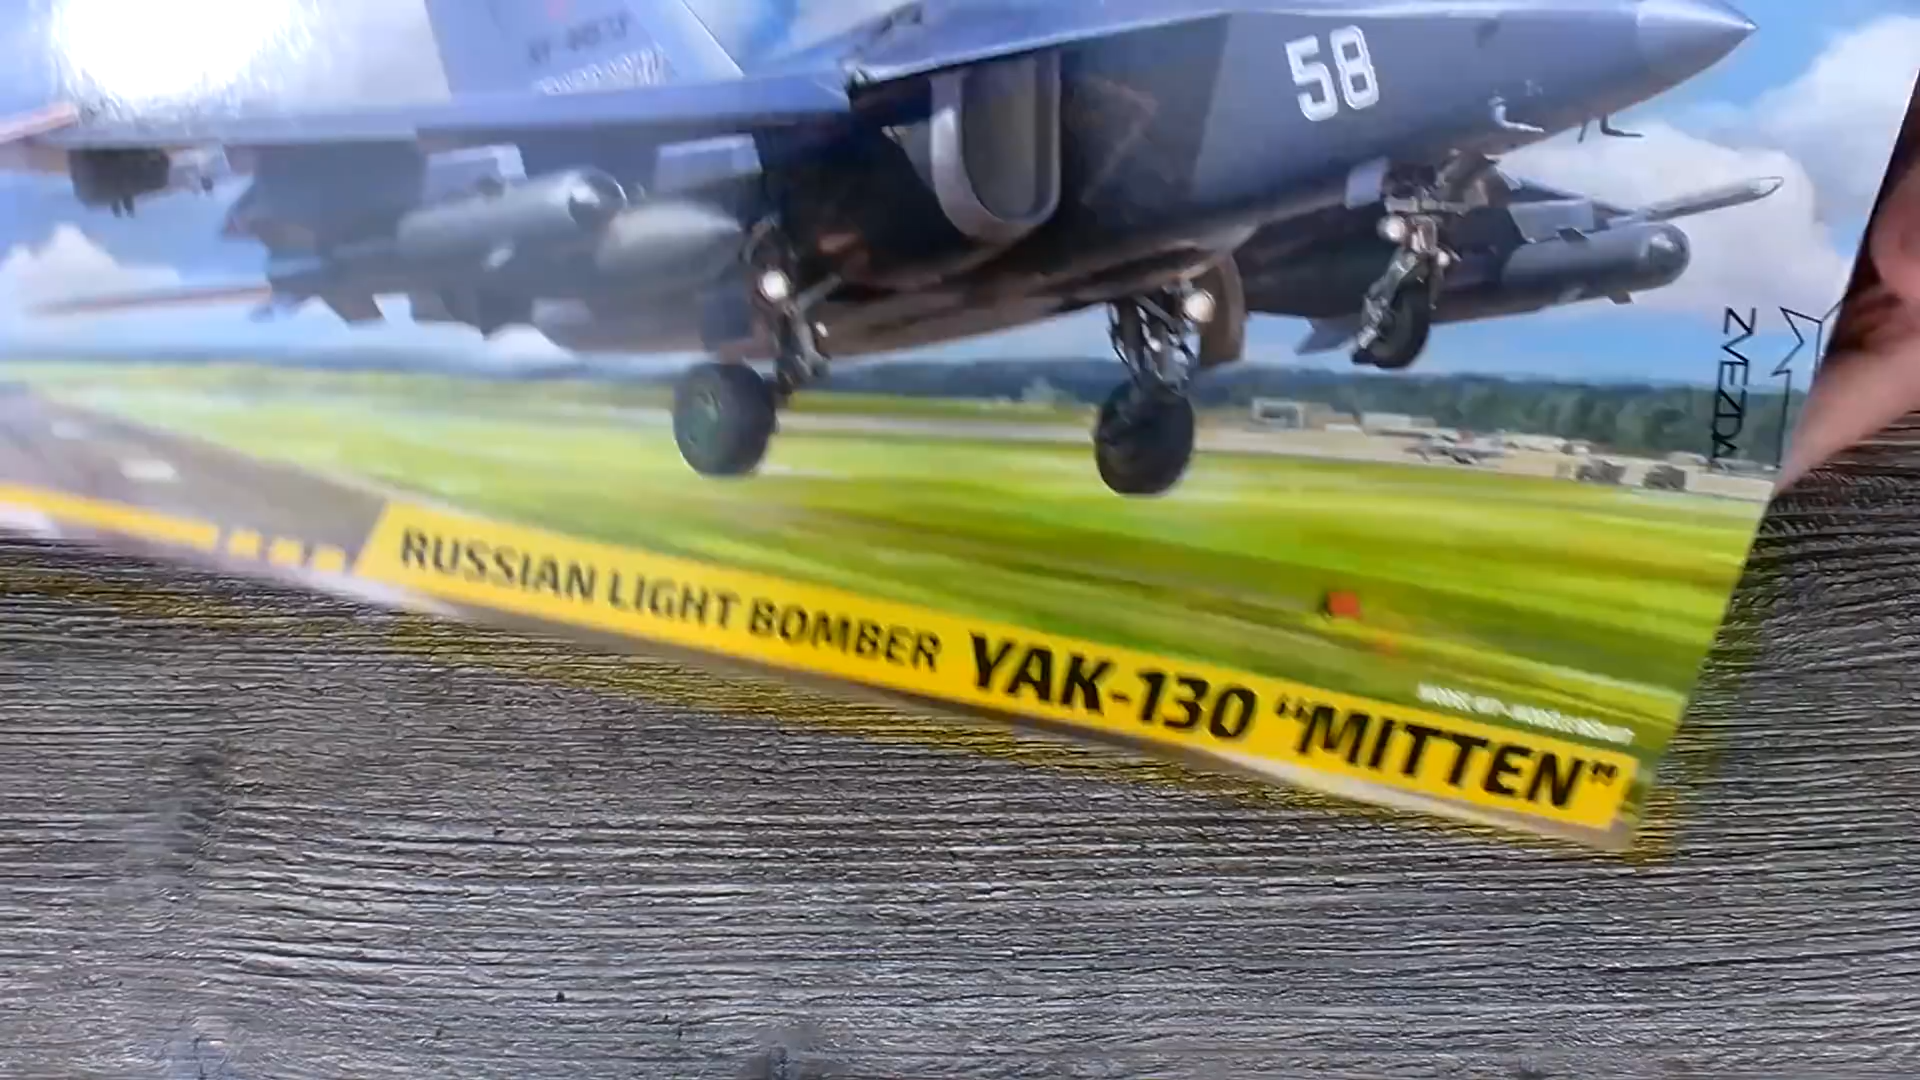 58
ZVEZDA
RUSSIAN LIGHT BOMBER YAK-130 “MITTEN”